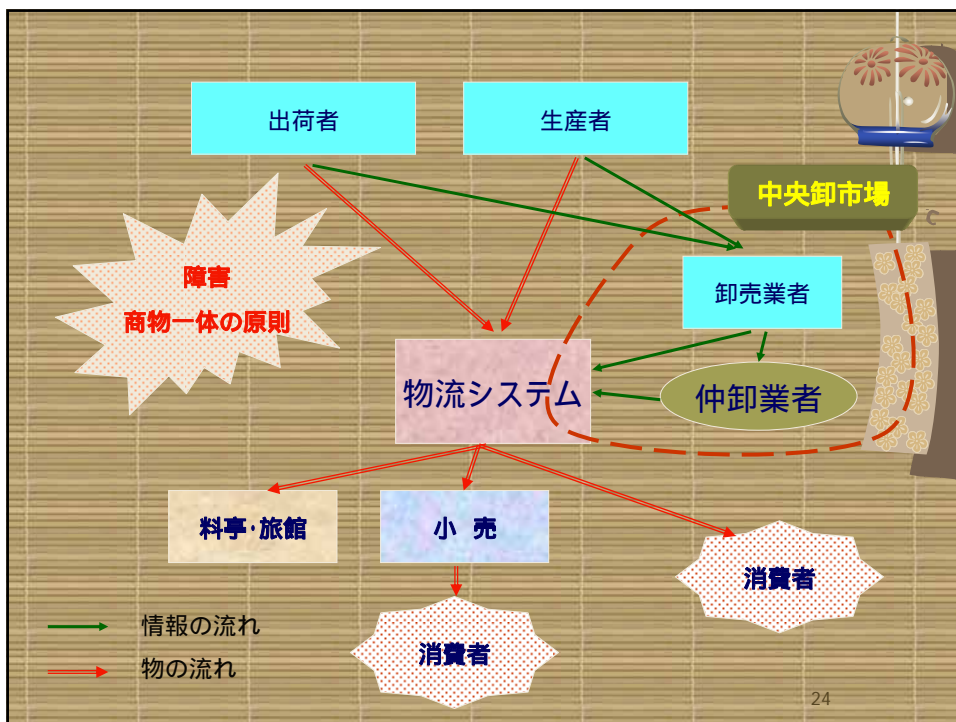 出荷者
生産者
中央卸市場
障害
商物一体の原則
卸売業者
物流システム
仲卸業者
料亭・旅館
小 売
消費者
消費者
情報の流れ
物の流れ
24